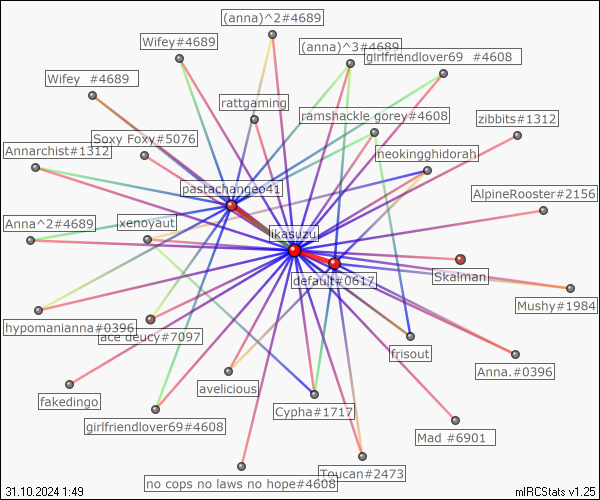 (anna)^2#4689
Wifey#4689
(anna)^3#4689
girlfriendlover69 #4608
Wifey #4689
rattgaming
ramshackle gorey#4608
zibbits#1312
Soxy Foxy#5076
Annarchist#1312
neokingghidorah
pastachangeo41
AlpineRooster#2156
Anna^2#4689
xenoyaut
ikasuzu
Skalman
default#0617
Mushy#1984
hypomanianna#0396
ace deucy#7097
frisout
Anna.#0396
avelicious
fakedingo
Cypha#1717
girlfriendlover69#4608
Mad #6901
Toucan#2473
no cops no laws no hope#4608
31.10.2024 1:49
mIRCStats v1.25